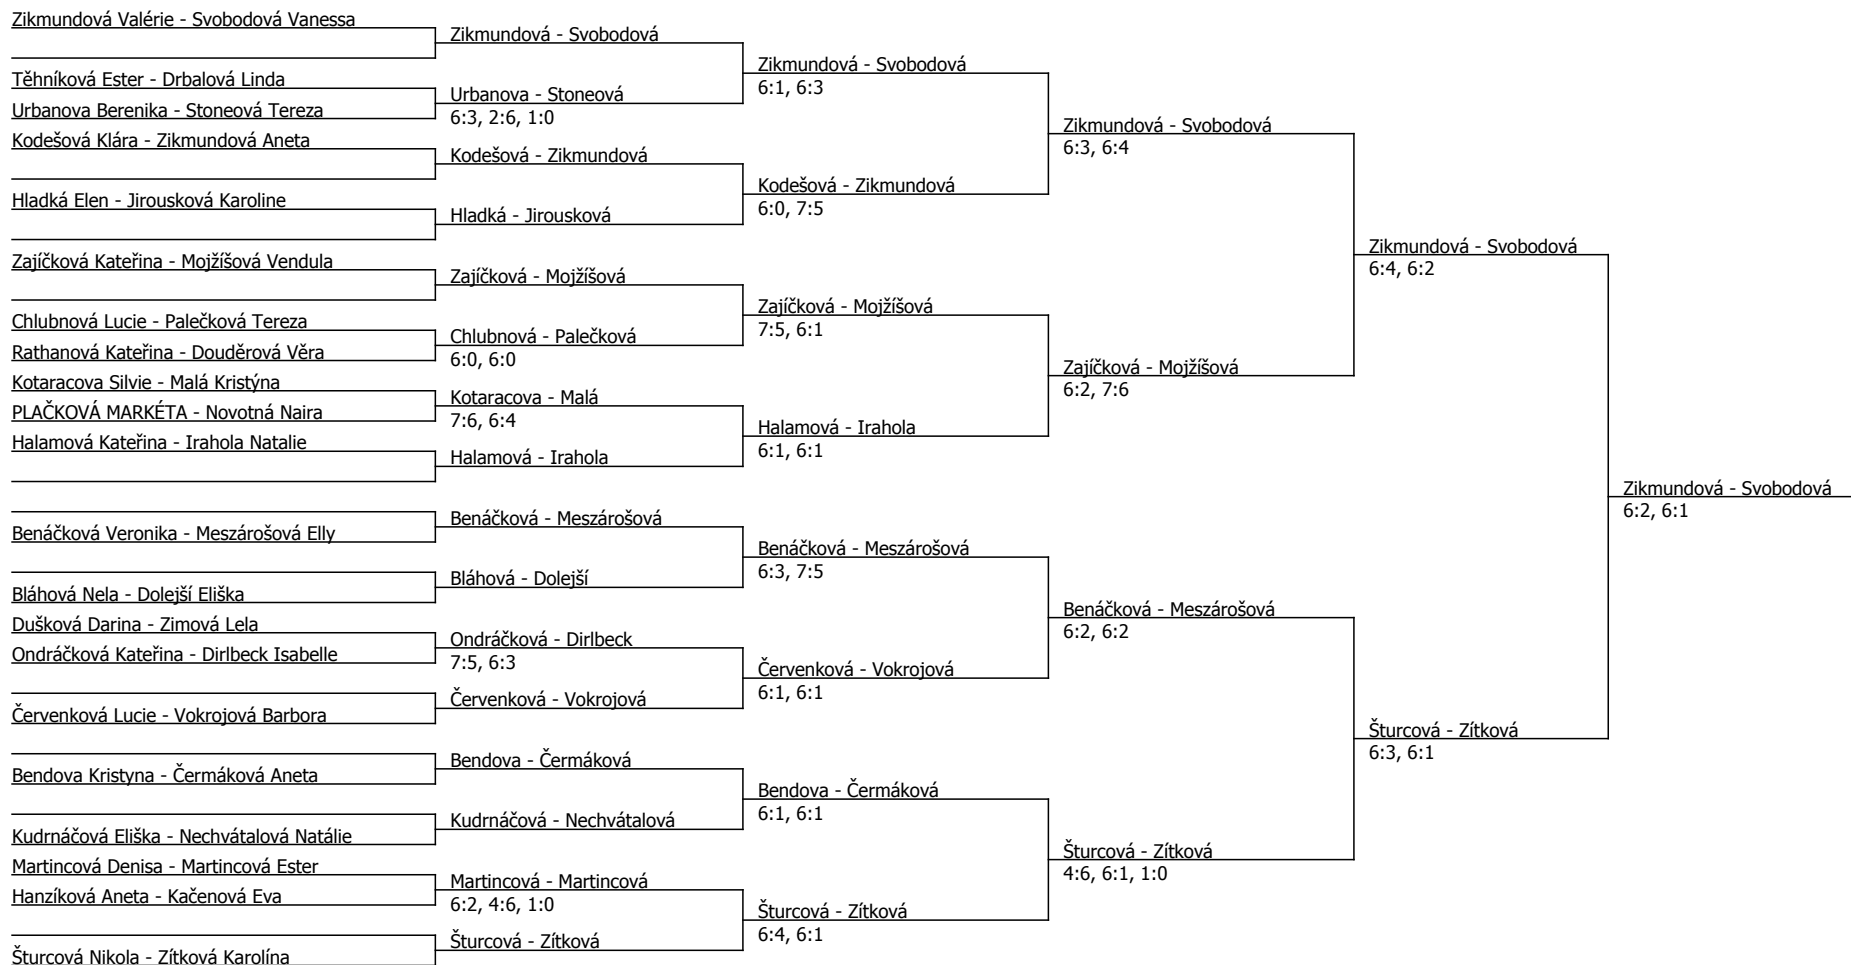 Zikmundová Valérie - Svobodová Vanessa
Těhníková Ester - Drbalová Linda
Urbanova Berenika - Stoneová Tereza
Kodešová Klára - Zikmundová Aneta
Hladká Elen - Jirousková Karoline
Zajíčková Kateřina - Mojžíšová Vendula
Chlubnová Lucie - Palečková Tereza
Rathanová Kateřina - Douděrová Věra
Kotaracova Silvie - Malá Kristýna
PLAČKOVÁ MARKÉTA - Novotná Naira
Halamová Kateřina - Irahola Natalie
Benáčková Veronika - Meszárošová Elly
Bláhová Nela - Dolejší Eliška
Dušková Darina - Zimová Lela
Ondráčková Kateřina - Dirlbeck Isabelle
Červenková Lucie - Vokrojová Barbora
Bendova Kristyna - Čermáková Aneta
Kudrnáčová Eliška - Nechvátalová Natálie
Martincová Denisa - Martincová Ester
Hanzíková Aneta - Kačenová Eva
Šturcová Nikola - Zítková Karolína
Zikmundová - Svobodová
Urbanova - Stoneová
6:3, 2:6, 1:0
Kodešová - Zikmundová
Hladká - Jirousková
Zajíčková - Mojžíšová
Chlubnová - Palečková
6:0, 6:0
Kotaracova - Malá
7:6, 6:4
Halamová - Irahola
Benáčková - Meszárošová
Bláhová - Dolejší
Ondráčková - Dirlbeck
7:5, 6:3
Červenková - Vokrojová
Bendova - Čermáková
Kudrnáčová - Nechvátalová
Martincová - Martincová
6:2, 4:6, 1:0
Šturcová - Zítková
Zikmundová - Svobodová
6:1, 6:3
Kodešová - Zikmundová
6:0, 7:5
Zajíčková - Mojžíšová
7:5, 6:1
Halamová - Irahola
6:1, 6:1
Benáčková - Meszárošová
6:3, 7:5
Červenková - Vokrojová
6:1, 6:1
Bendova - Čermáková
6:1, 6:1
Šturcová - Zítková
6:4, 6:1
Zikmundová - Svobodová
6:3, 6:4
Zajíčková - Mojžíšová
6:2, 7:6
Benáčková - Meszárošová
6:2, 6:2
Šturcová - Zítková
4:6, 6:1, 1:0
Zikmundová - Svobodová
6:4, 6:2
Šturcová - Zítková
6:3, 6:1
Zikmundová - Svobodová
6:2, 6:1